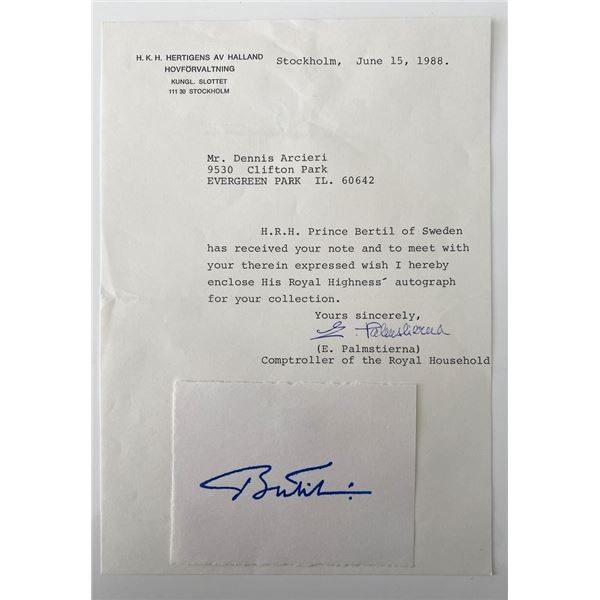 H. K. H. HERTIGENS AV HALLAND
HOVFÖRVALTNING
KUNGL. SLOTTET
111 30 STOCKHOLM
Stockholm, June 15, 1988.
Mr. Dennis Arcieri
9530 Clifton Park
EVERGREEN PARK IL. 60642
H.R.H. Prince Bertil of Sweden
has received your note and to meet with
your therein expressed wish I hereby
enclose His Royal Highness´ autograph
for your collection.
Yours sincerely,
E. Palmstierna
(E. Palmstierna)
Comptroller of the Royal Household
Bertil